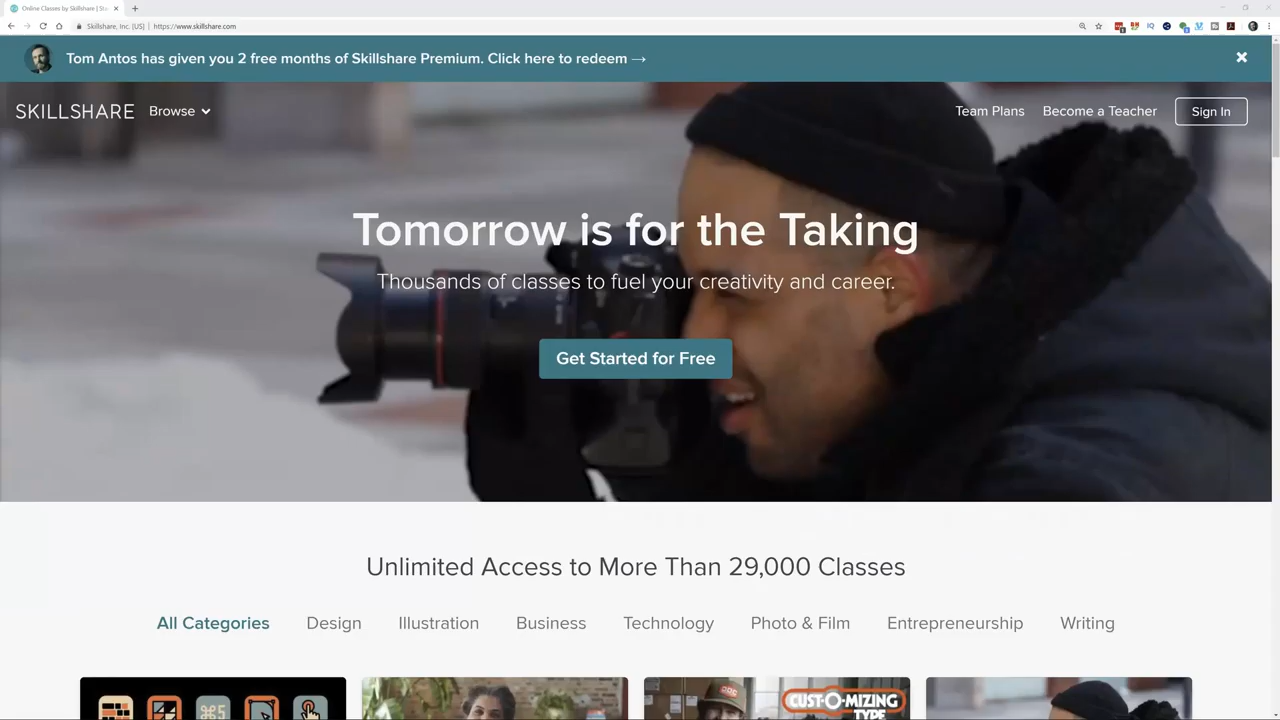 Online Classes by Skillshare | Sta
Skillshare, Inc. [US] | https://www.skillshare.com
Tom Antos has given you 2 free months of Skillshare Premium. Click here to redeem →
SKILLSHARE Browse Team Plans Become a Teacher Sign In
Tomorrow is for the Taking
Thousands of classes to fuel your creativity and career.
Get Started for Free
Unlimited Access to More Than 29,000 Classes
All Categories Design Illustration Business Technology Photo & Film Entrepreneurship Writing
⌘5
CUST-O-MIZING
TYPE